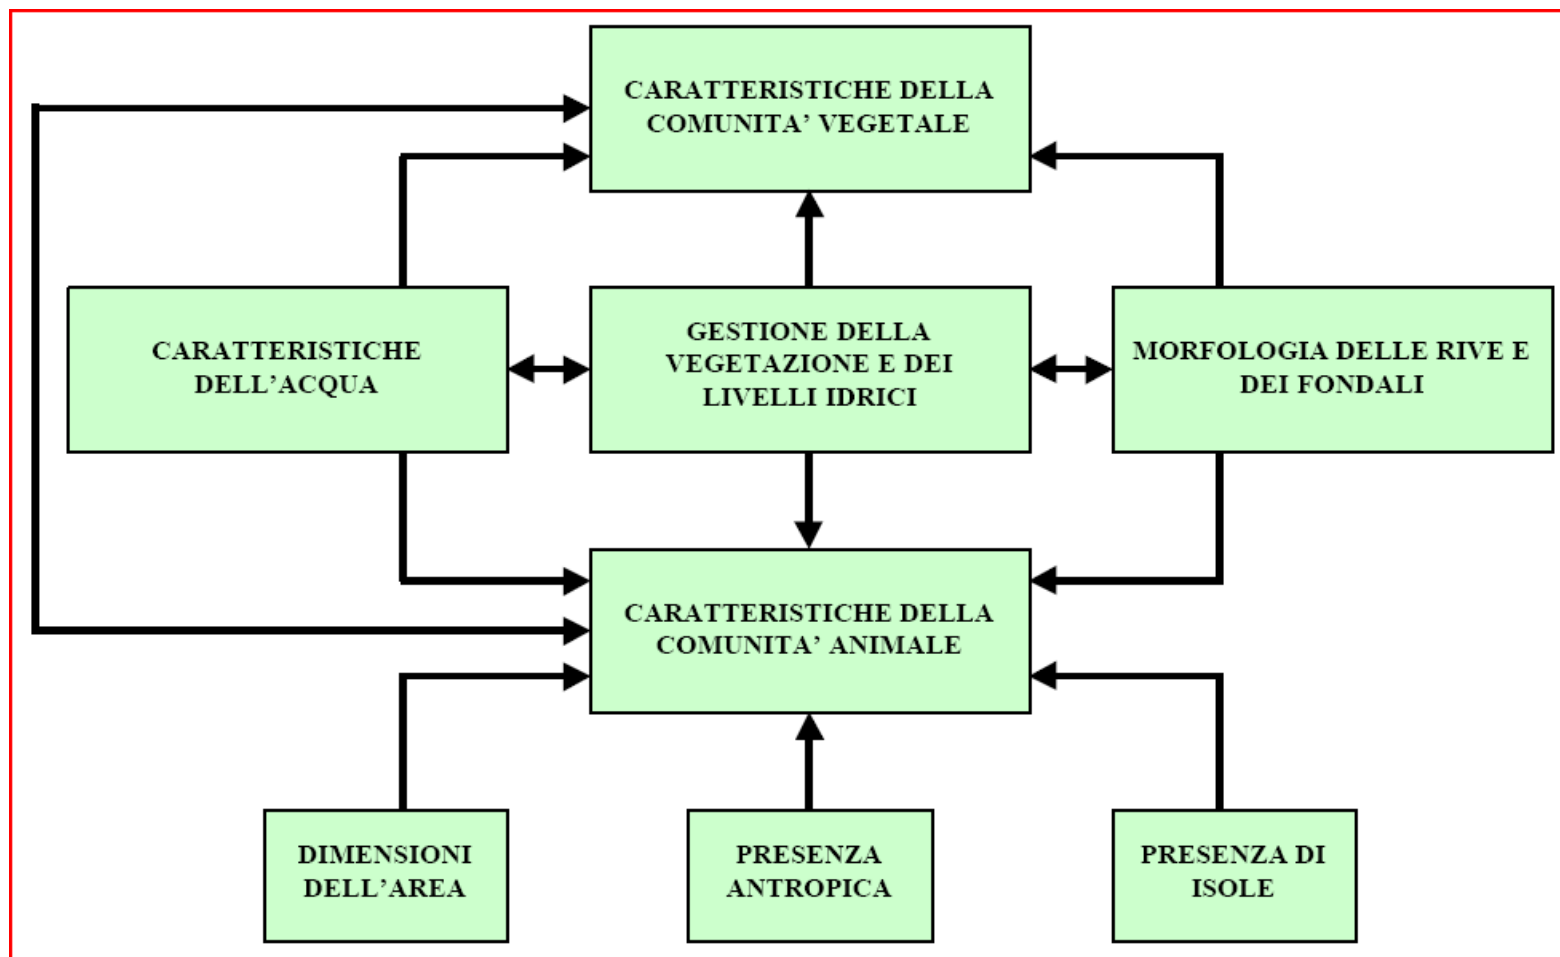 CARATTERISTICHE DELLA
COMUNITA’ VEGETALE
CARATTERISTICHE
DELL’ACQUA
GESTIONE DELLA
VEGETAZIONE E DEI
LIVELLI IDRICI
MORFOLOGIA DELLE RIVE E
DEI FONDALI
CARATTERISTICHE DELLA
COMUNITA’ ANIMALE
DIMENSIONI
DELL’AREA
PRESENZA
ANTROPICA
PRESENZA DI
ISOLE